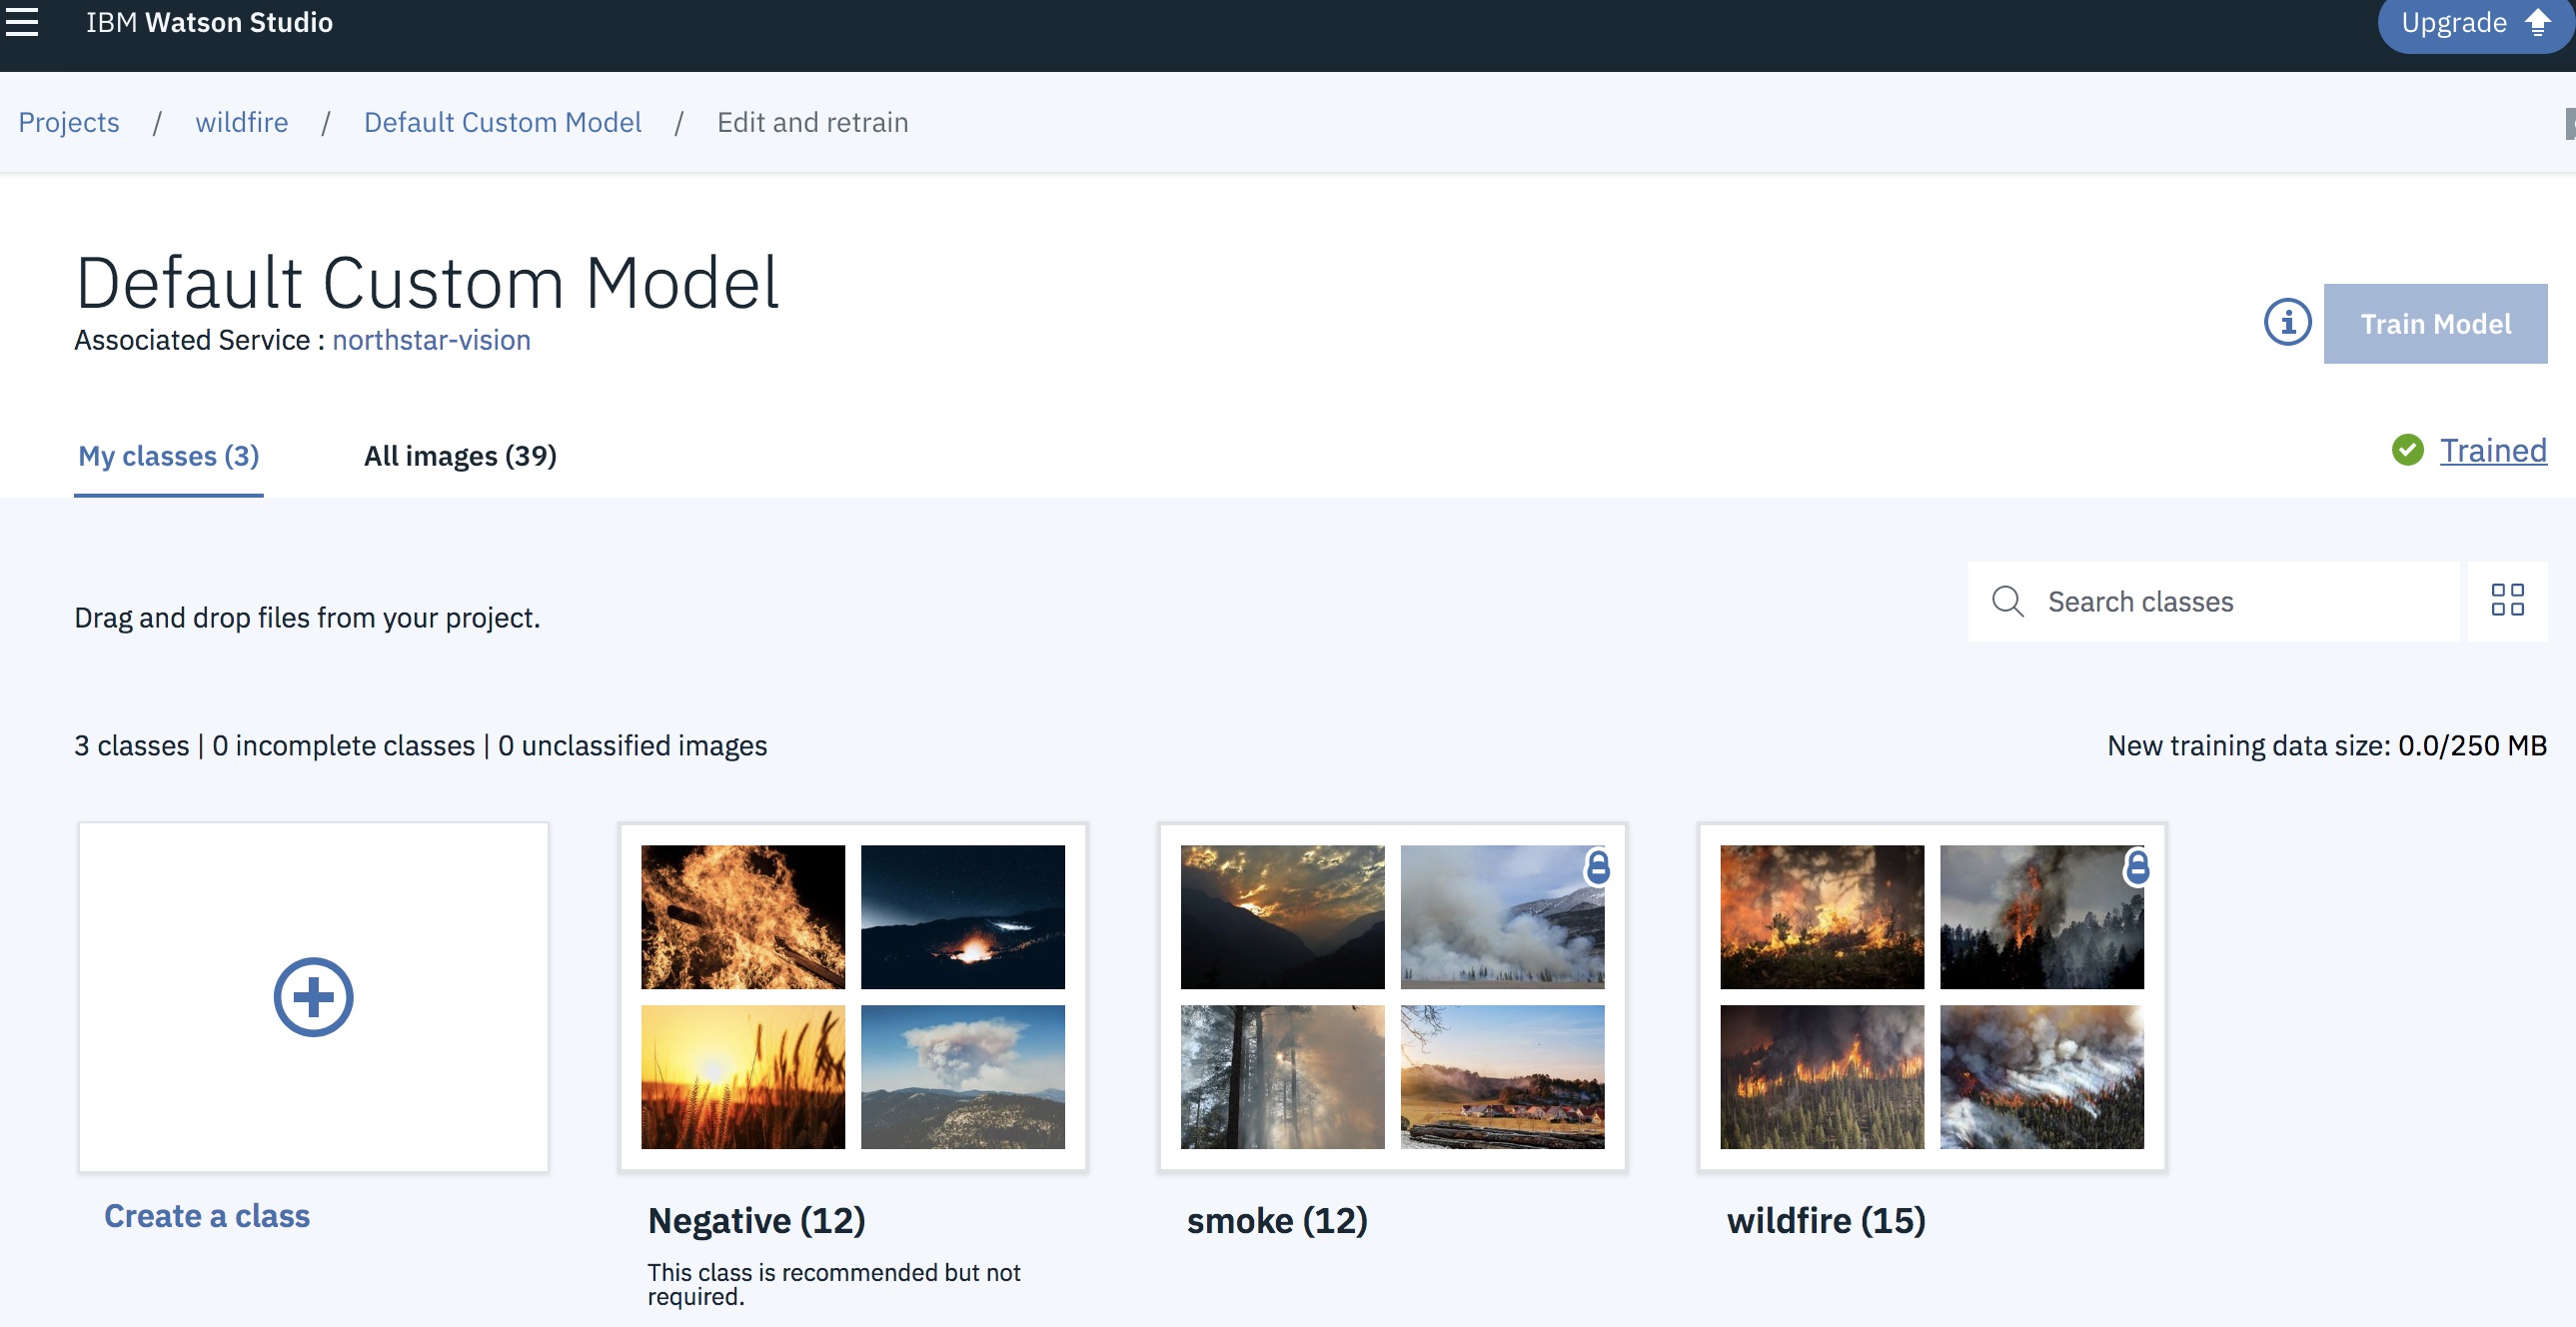 IBM Watson Studio
Upgrade
Projects / wildfire / Default Custom Model / Edit and retrain
Default Custom Model
Associated Service : northstar-vision
Train Model
My classes (3)
All images (39)
Trained
Drag and drop files from your project.
Search classes
3 classes | 0 incomplete classes | 0 unclassified images
New training data size: 0.0/250 MB
Create a class
Negative (12)
This class is recommended but not
required.
smoke (12)
wildfire (15)